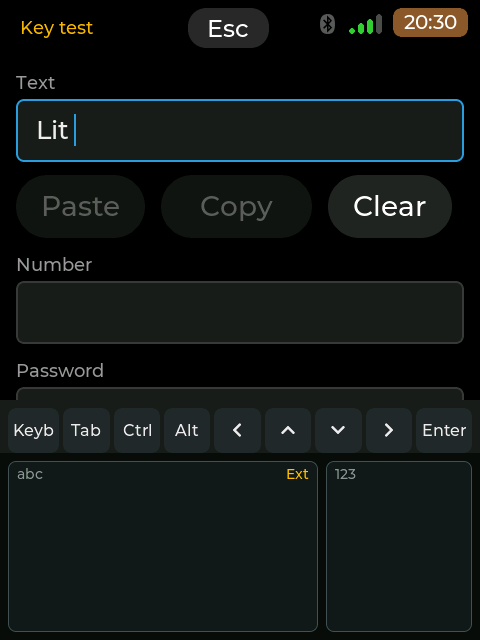 Key test
Esc
20:30
Text
Lit
Paste Copy Clear
Number
Password
Keyb Tab Ctrl Alt Enter
abc Ext 123